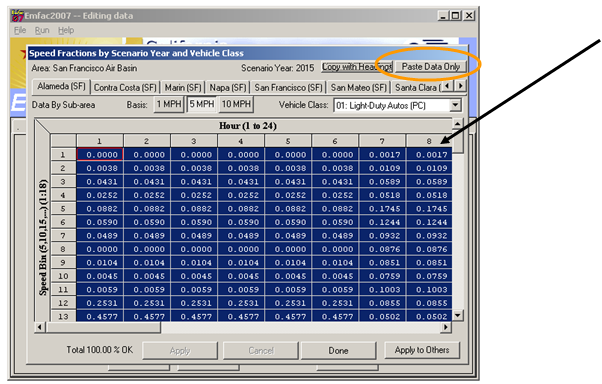 Emfac2007 -- Editing data
File Run Help
Speed Fractions by Scenario Year and Vehicle Class
Area: San Francisco Air Basin Scenario Year: 2015 Copy with Headings Paste Data Only
Alameda (SF) Contra Costa (SF) Marin (SF) Napa (SF) San Francisco (SF) San Mateo (SF) Santa Clara
Data By Sub-area Basis: 1 MPH 5 MPH 10 MPH Vehicle Class: 01: Light-Duty Autos (PC)
Hour (1 to 24)
Speed Bin (5,10,15,...,) (1:18)
1 2 3 4 5 6 7 8
1 0.0000 0.0000 0.0000 0.0000 0.0000 0.0000 0.0017 0.0017
2 0.0038 0.0038 0.0038 0.0038 0.0038 0.0038 0.0109 0.0109
3 0.0431 0.0431 0.0431 0.0431 0.0431 0.0431 0.0589 0.0589
4 0.0252 0.0252 0.0252 0.0252 0.0252 0.0252 0.0518 0.0518
5 0.0882 0.0882 0.0882 0.0882 0.0882 0.0882 0.1745 0.1745
6 0.0590 0.0590 0.0590 0.0590 0.0590 0.0590 0.1244 0.1244
7 0.0489 0.0489 0.0489 0.0489 0.0489 0.0489 0.0932 0.0932
8 0.0000 0.0000 0.0000 0.0000 0.0000 0.0000 0.0876 0.0876
9 0.0104 0.0104 0.0104 0.0104 0.0104 0.0104 0.0851 0.0851
10 0.0045 0.0045 0.0045 0.0045 0.0045 0.0045 0.0759 0.0759
11 0.0059 0.0059 0.0059 0.0059 0.0059 0.0059 0.1003 0.1003
12 0.2531 0.2531 0.2531 0.2531 0.2531 0.2531 0.0855 0.0855
13 0.4577 0.4577 0.4577 0.4577 0.4577 0.4577 0.0502 0.0502
Total 100.00 % OK Apply Cancel Done Apply to Others